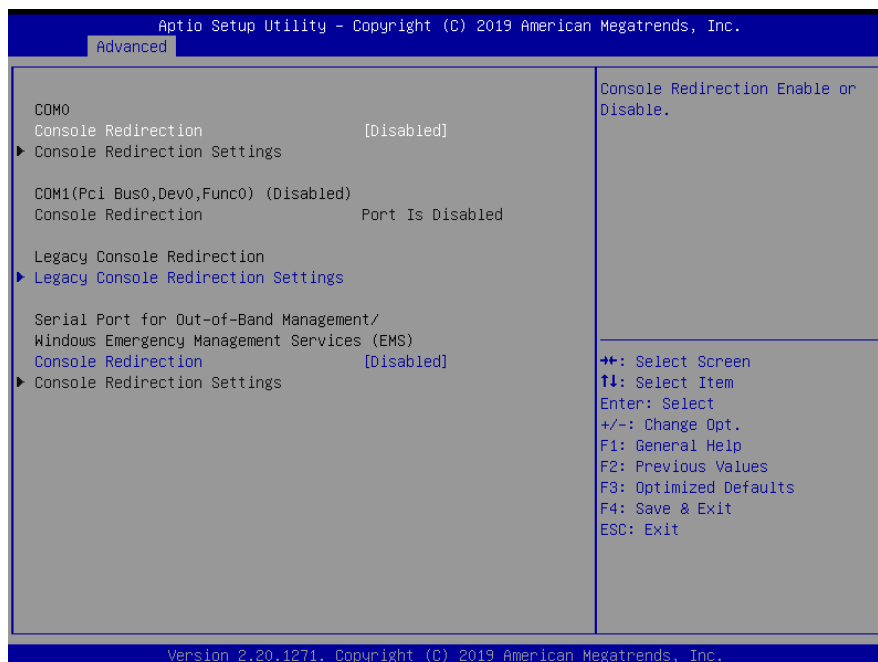 Aptio Setup Utility – Copyright (C) 2019 American Megatrends, Inc.
Advanced
COM0
Console Redirection [Disabled]
▶ Console Redirection Settings
COM1(Pci Bus0,Dev0,Func0) (Disabled)
Console Redirection Port Is Disabled
Legacy Console Redirection
▶ Legacy Console Redirection Settings
Serial Port for Out-of-Band Management/
Windows Emergency Management Services (EMS)
Console Redirection [Disabled]
▶ Console Redirection Settings
Console Redirection Enable or
Disable.
→←: Select Screen
↑↓: Select Item
Enter: Select
+/-: Change Opt.
F1: General Help
F2: Previous Values
F3: Optimized Defaults
F4: Save & Exit
ESC: Exit
Version 2.20.1271. Copyright (C) 2019 American Megatrends, Inc.